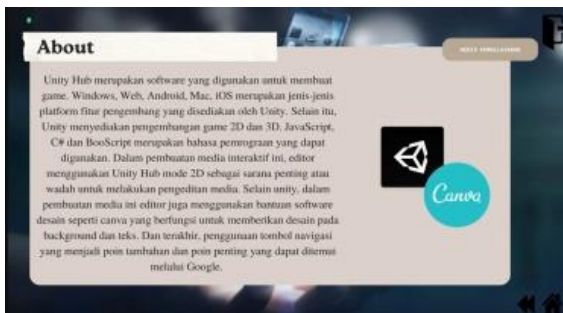 About
Unity Hub merupakan software yang digunakan untuk membuat
game. Windows, Web, Android, Mac, iOS merupakan jenis-jenis
platform fitur pengembang yang disediakan oleh Unity. Selain itu,
Unity menyediakan pengembangan game 2D dan 3D. JavaScript,
C# dan BooScript merupakan bahasa pemrograan yang dapat
digunakan. Dalam pembuatan media interaktif ini, editor
menggunakan Unity Hub mode 2D sebagai sarana penting atau
wadah untuk melakukan pengeditan media. Selain unity, dalam
pembuatan media ini editor juga menggunakan bantuan software
desain seperti canva yang berfungsi untuk memberikan desain pada
background dan teks. Dan terakhir, penggunaan tombol navigasi
yang menjadi poin tambahan dan poin penting yang dapat ditemui
melalui Google.
Canva